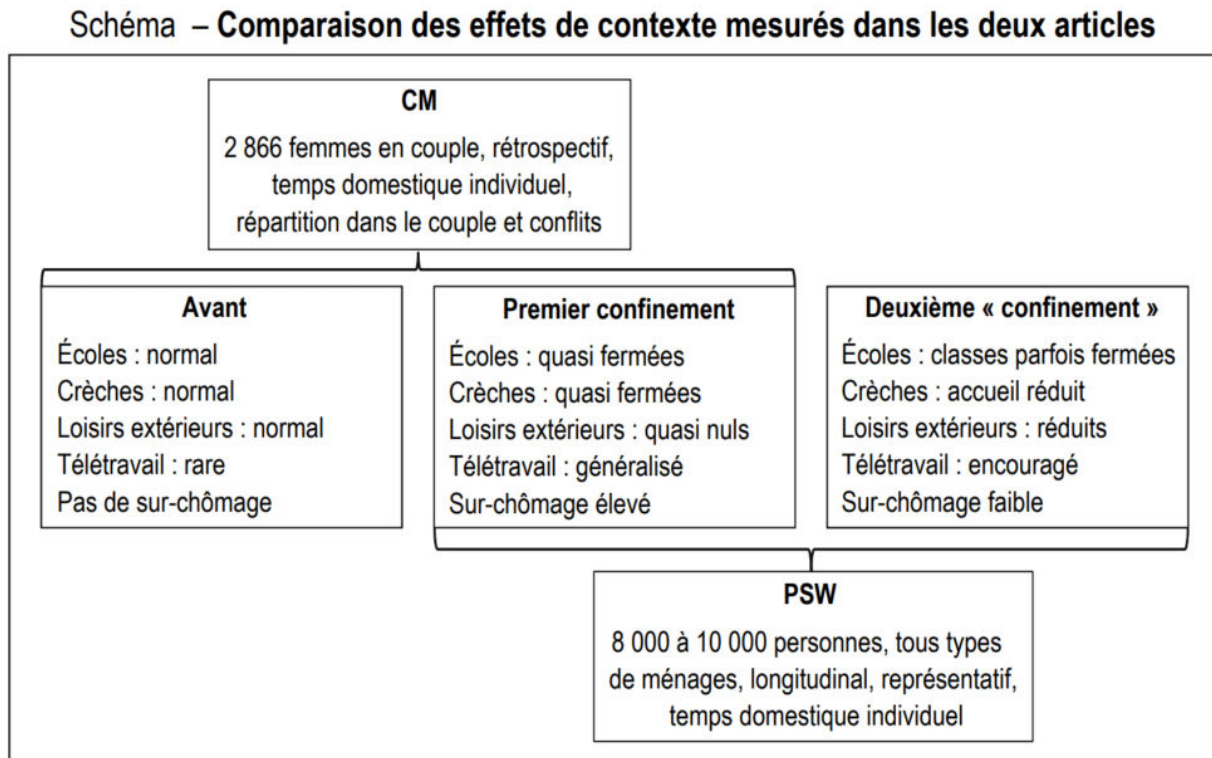 Schéma – Comparaison des effets de contexte mesurés dans les deux articles
CM
2 866 femmes en couple, rétrospectif,
temps domestique individuel,
répartition dans le couple et conflits
Avant
Écoles : normal
Crèches : normal
Loisirs extérieurs : normal
Télétravail : rare
Pas de sur-chômage
Premier confinement
Écoles : quasi fermées
Crèches : quasi fermées
Loisirs extérieurs : quasi nuls
Télétravail : généralisé
Sur-chômage élevé
Deuxième « confinement »
Écoles : classes parfois fermées
Crèches : accueil réduit
Loisirs extérieurs : réduits
Télétravail : encouragé
Sur-chômage faible
PSW
8 000 à 10 000 personnes, tous types
de ménages, longitudinal, représentatif,
temps domestique individuel